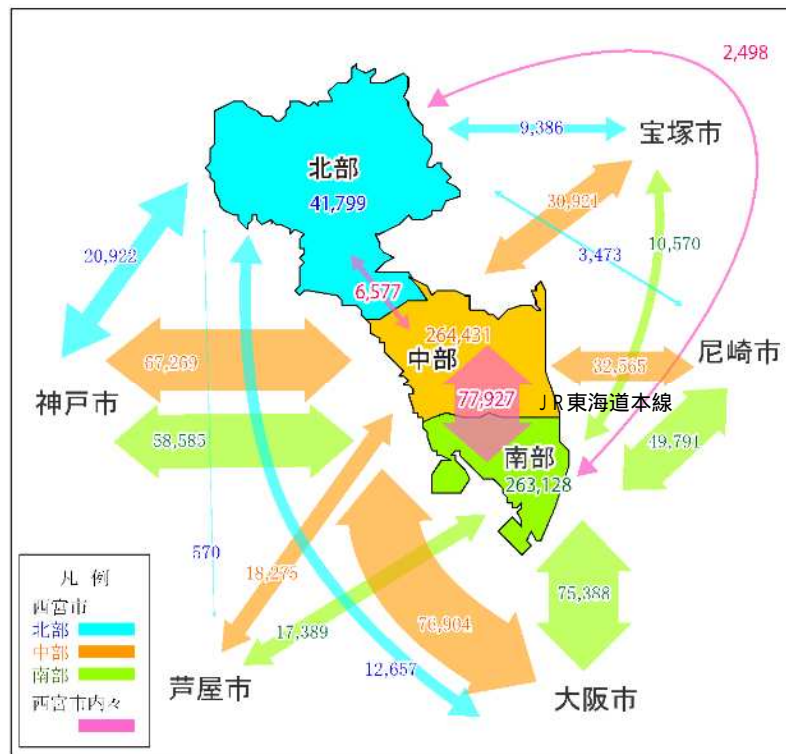 2,498
9,386
宝塚市
北部
41,799
30,921
10,570
3,473
20,922
6,577
264,431
中部
67,269
32,565
尼崎市
神戸市
77,927
JR東海道本線
58,585
南部
49,791
263,128
570
18,275
75,388
76,904
17,389
12,657
芦屋市
大阪市
凡 例
西宮市
北部
中部
南部
西宮市内々